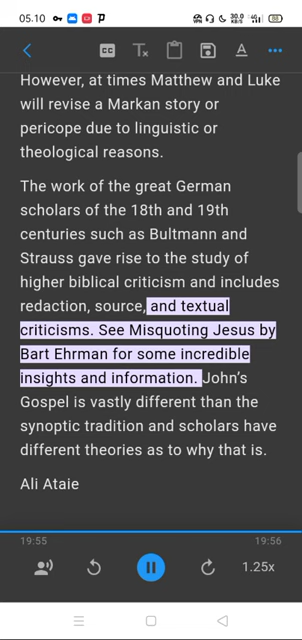 05.10
30.0 KB/S
4G
88
CC
However, at times Matthew and Luke
will revise a Markan story or
pericope due to linguistic or
theological reasons.
The work of the great German
scholars of the 18th and 19th
centuries such as Bultmann and
Strauss gave rise to the study of
higher biblical criticism and includes
redaction, source, and textual
criticisms. See Misquoting Jesus by
Bart Ehrman for some incredible
insights and information. John’s
Gospel is vastly different than the
synoptic tradition and scholars have
different theories as to why that is.
Ali Ataie
19:55
19:56
1.25x